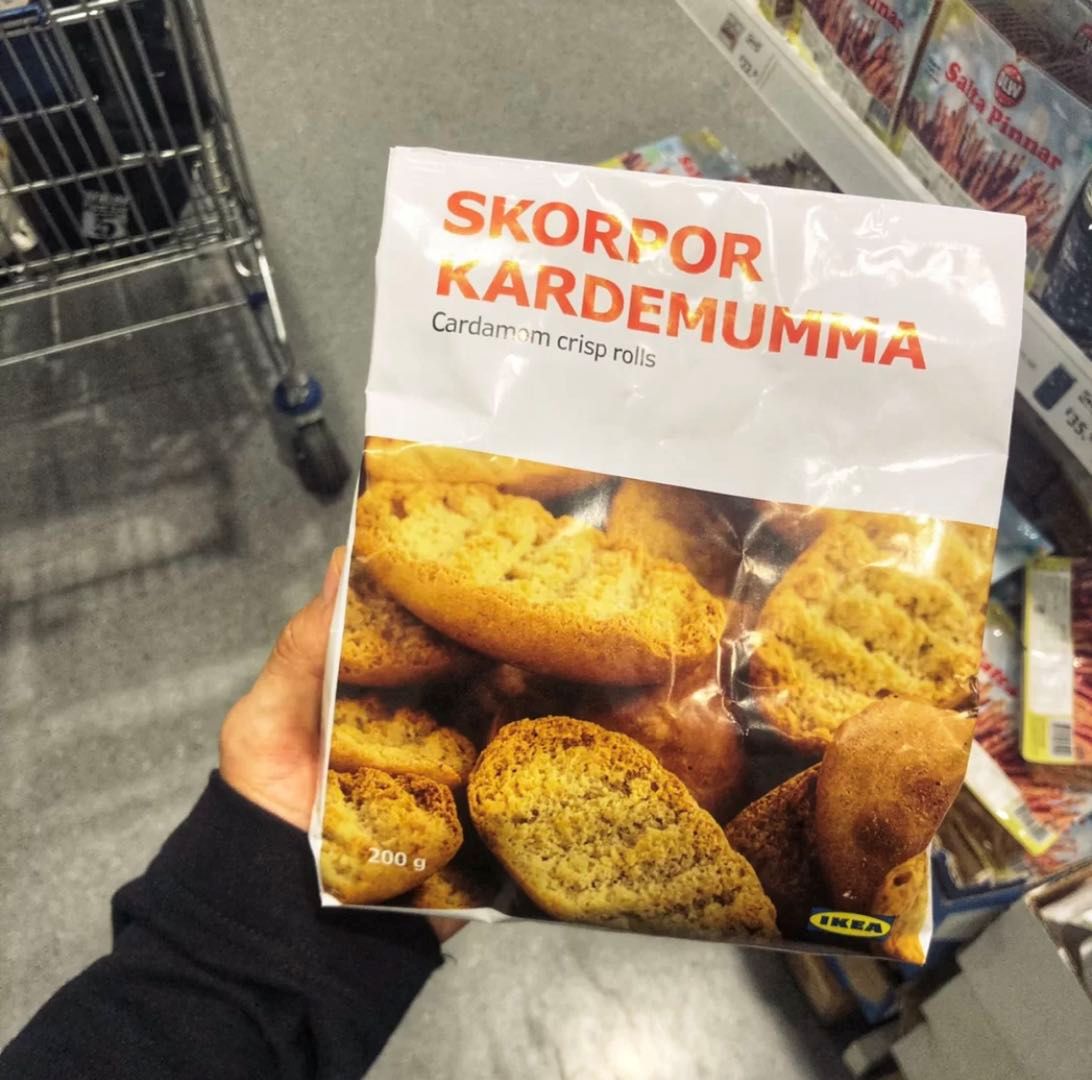 SKORPOR
KARDEMUMMA
Cardamom crisp rolls
200 g
IKEA
Salta Pinnar